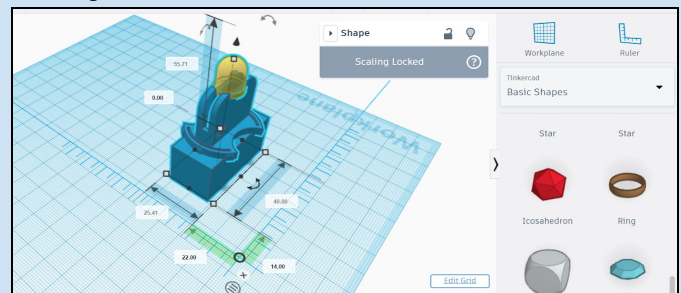 Shape
Scaling Locked
?
55.71
0.00
Workplane
25.41
40.00
22.00
14.00
Edit Grid
Workplane
Ruler
Tinkercad
Basic Shapes
Star
Star
Icosahedron
Ring